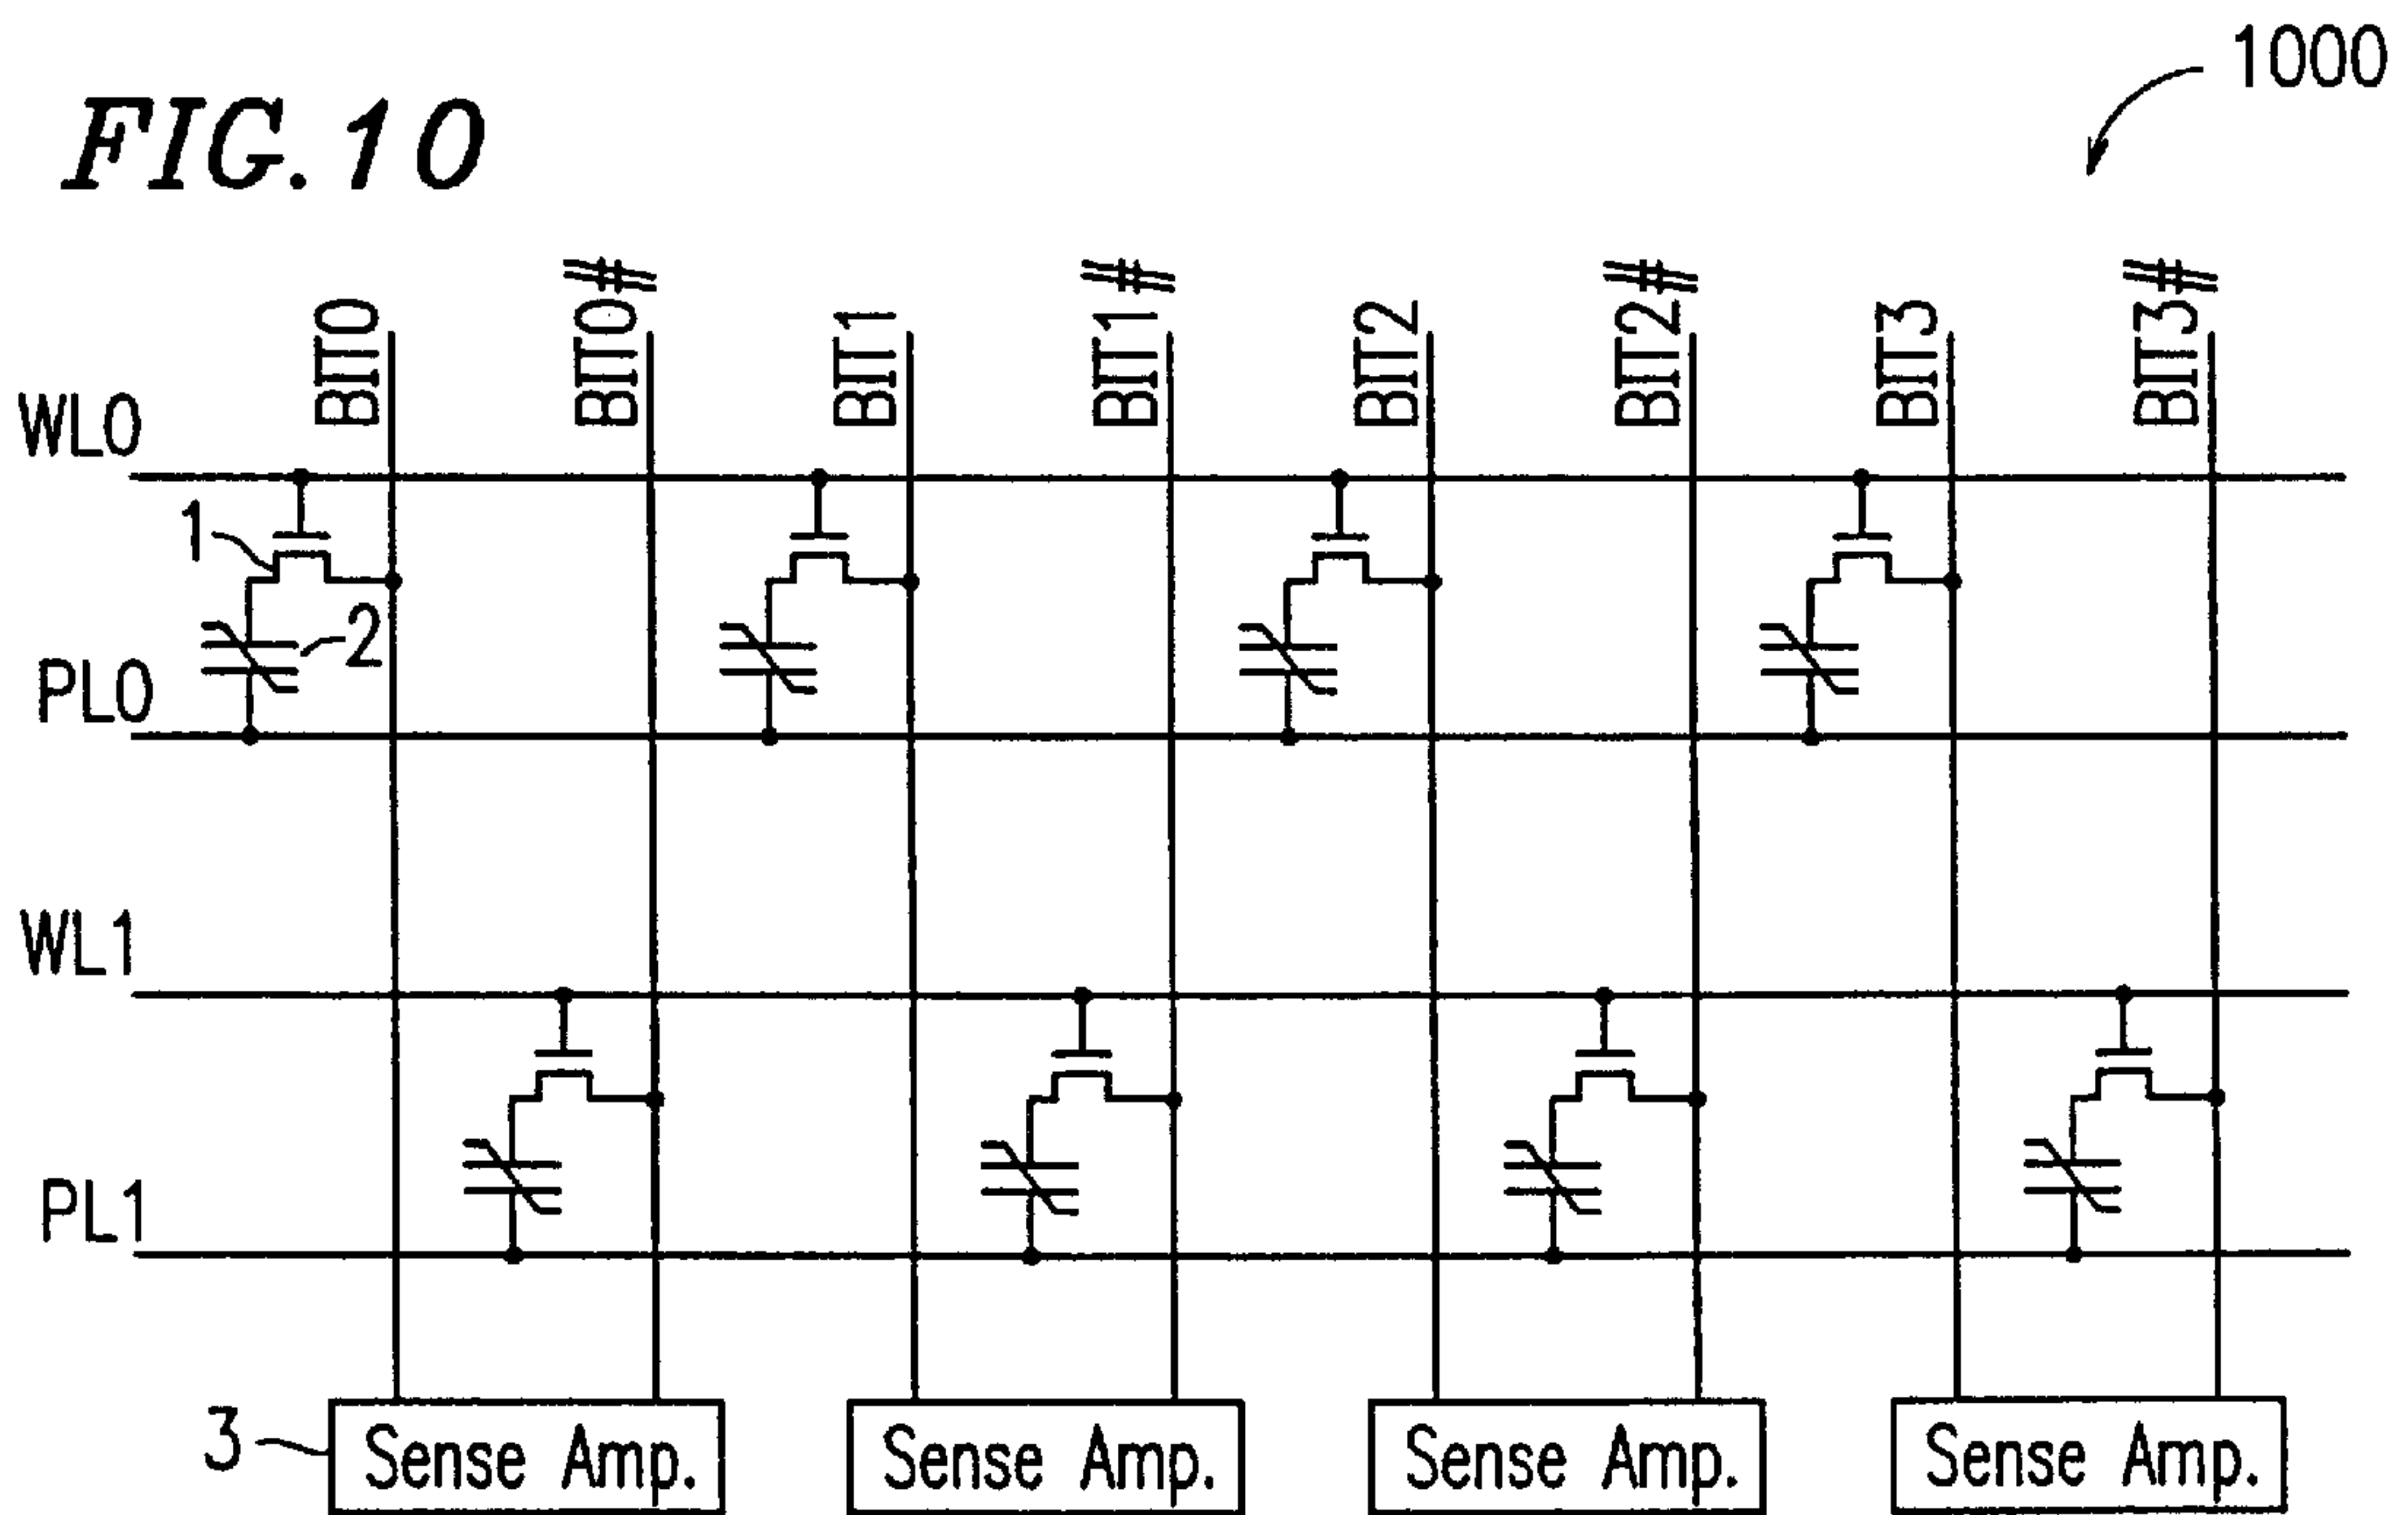 1000
FIG.10
BIT0 BIT0# BIT1 BIT1# BIT2 BIT2# BIT3 BIT3#
WL0
1
2
PL0
WL1
PL1
3
Sense Amp. Sense Amp. Sense Amp. Sense Amp.